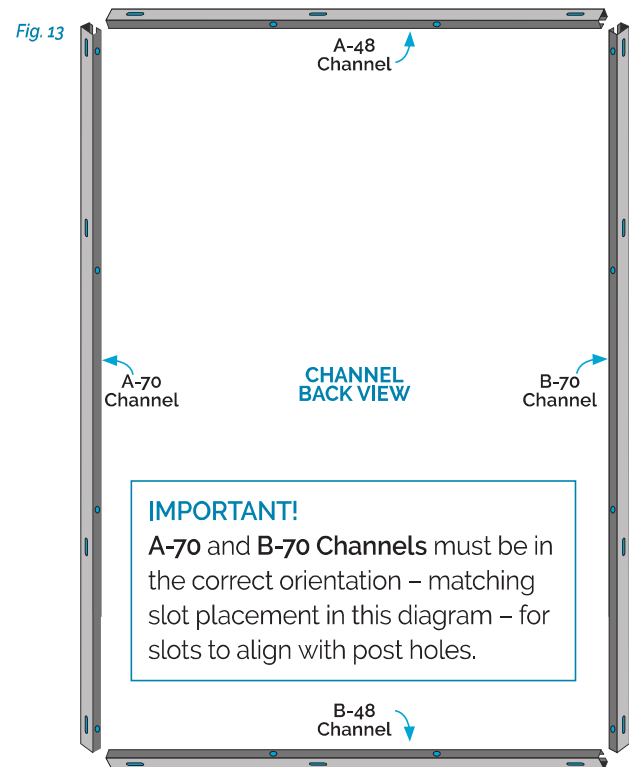 Fig. 13
A-48
Channel
A-70
Channel
CHANNEL
BACK VIEW
B-70
Channel
IMPORTANT!
A-70 and B-70 Channels must be in
the correct orientation – matching
slot placement in this diagram – for
slots to align with post holes.
B-48
Channel